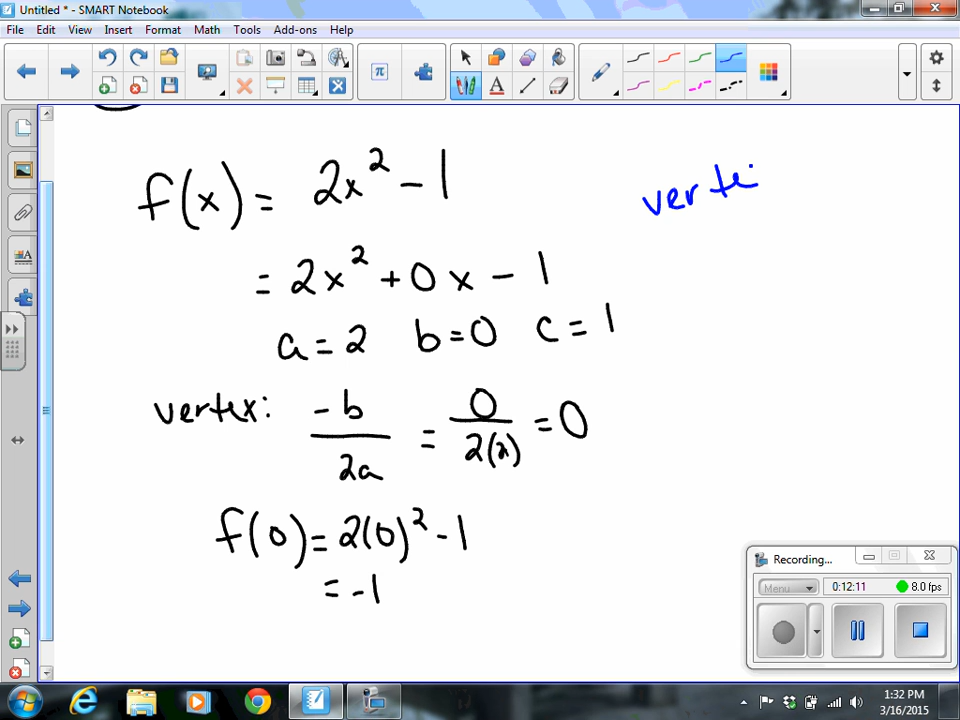 Untitled * - SMART Notebook
File Edit View Insert Format Math Tools Add-ons Help
f(x) = 2x² - 1
verte
= 2x² + 0x - 1
a = 2 b = 0 c = 1
vertex: -b/2a = 0/2(2) = 0
f(0) = 2(0)² - 1
= -1
Recording...
Menu 0:12:11 8.0 fps
1:32 PM
3/16/2015